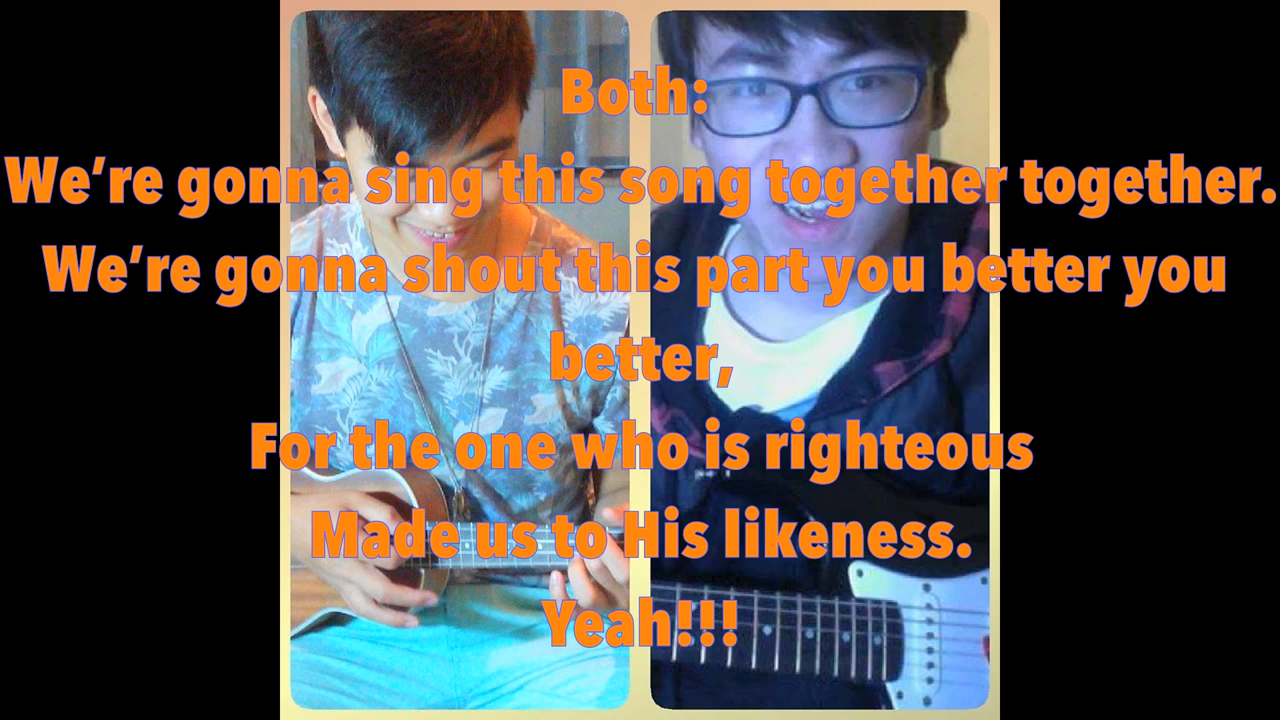 Both:
We’re gonna sing this song together together.
We’re gonna shout this part you better you
better,
For the one who is righteous
Made us to His likeness.
Yeah!!!